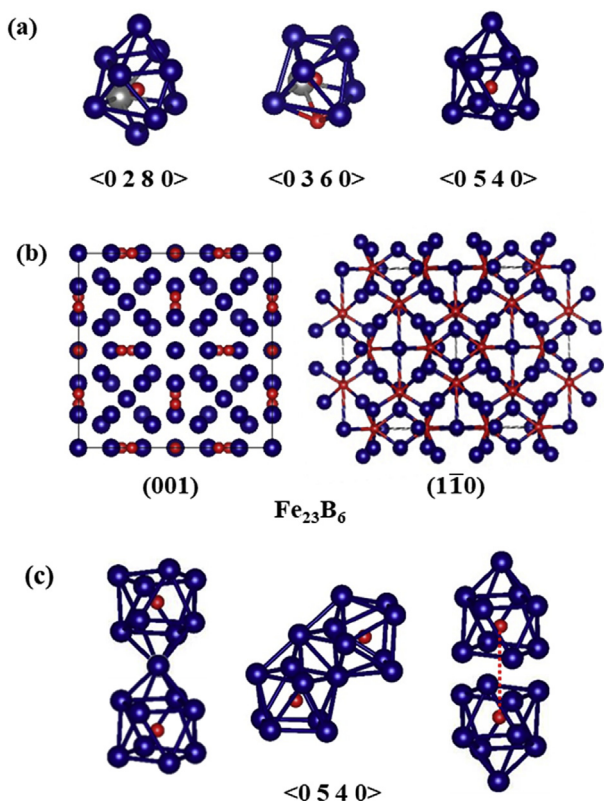 (a)
<0 2 8 0> <0 3 6 0> <0 5 4 0>
(b)
(001) (11̅0)
Fe₂₃B₆
(c)
<0 5 4 0>